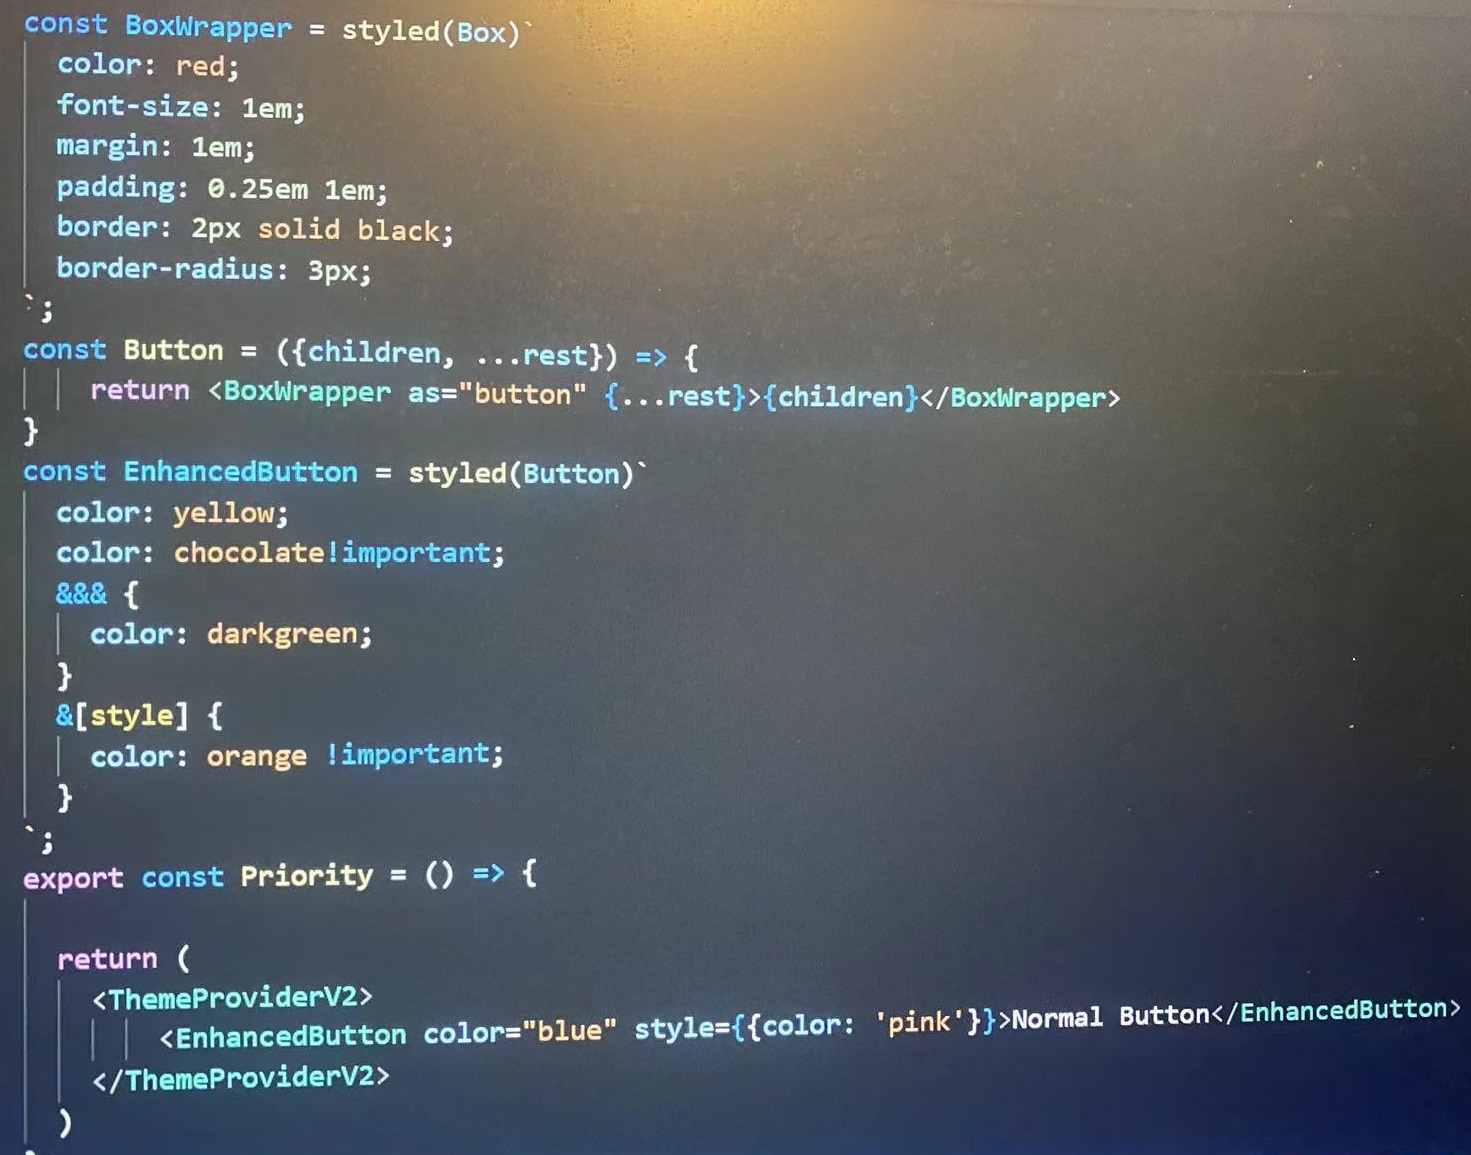 const BoxWrapper = styled(Box)`
color: red;
font-size: 1em;
margin: 1em;
padding: 0.25em 1em;
border: 2px solid black;
border-radius: 3px;
`;
const Button = ({children, ...rest}) => {
return <BoxWrapper as="button" {...rest}>{children}</BoxWrapper>
}
const EnhancedButton = styled(Button)`
color: yellow;
color: chocolate!important;
&&& {
color: darkgreen;
}
&[style] {
color: orange !important;
}
`;
export const Priority = () => {
return (
<ThemeProviderV2>
<EnhancedButton color="blue" style={{color: 'pink'}}>Normal Button</EnhancedButton>
</ThemeProviderV2>
)